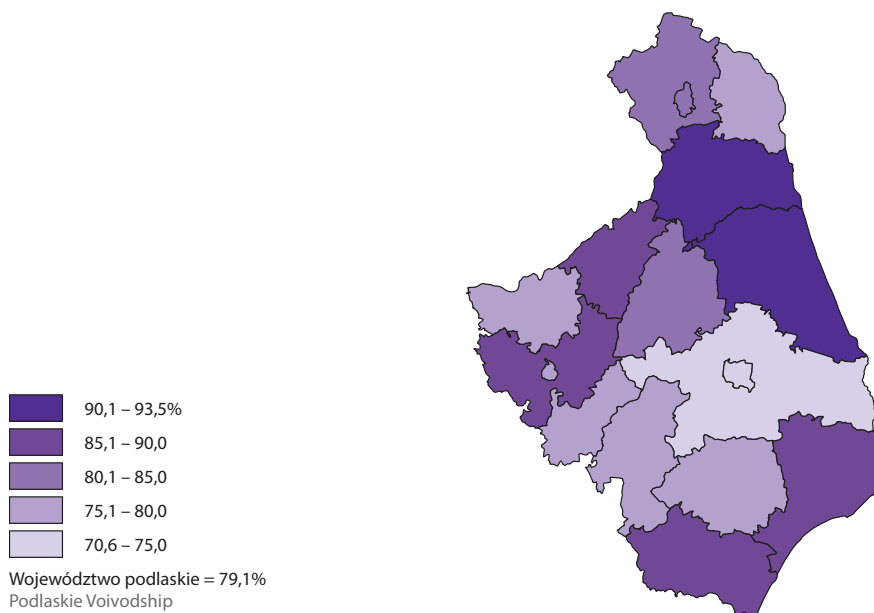 90,1 – 93,5%
85,1 – 90,0
80,1 – 85,0
75,1 – 80,0
70,6 – 75,0
Województwo podlaskie = 79,1%
Podlaskie Voivodship